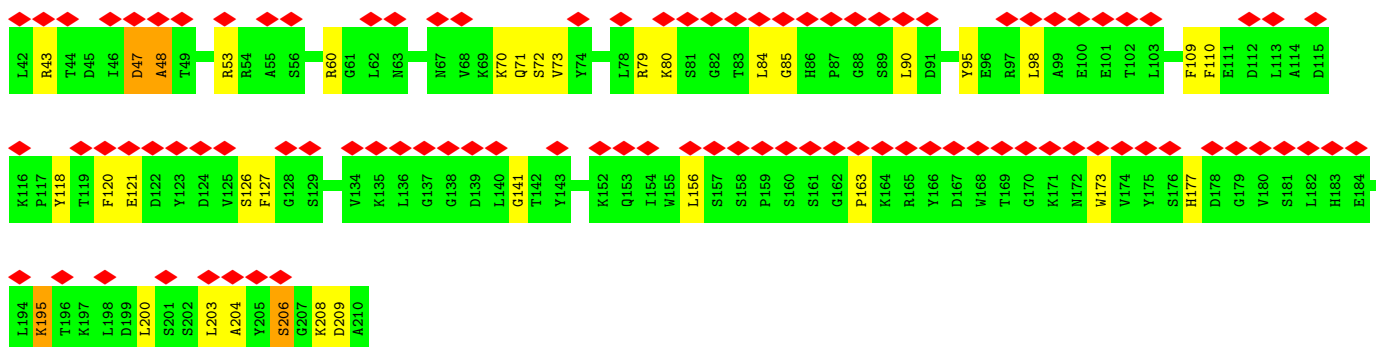 L42 R43 T44 D45 I46 D47 A48 T49 R53 R54 A55 S56 R60 G61 L62 N63 N67 V68 K69 K70 Q71 S72 V73 Y74 L78 R79 K80 S81 G82 T83 L84 G85 H86 P87 G88 S89 L90 D91 Y95 E96 R97 L98 A99 E100 E101 T102 L103 F109 F110 E111 D112 L113 A114 D115
K116 P117 Y118 T119 F120 E121 D122 Y123 D124 V125 S126 F127 G128 S129 V134 K135 L136 G137 G138 D139 L140 G141 T142 Y143 K152 Q153 I154 W155 L156 S157 S158 P159 S160 S161 G162 P163 K164 R165 Y166 D167 W168 T169 G170 K171 N172 W173 V174 Y175 S176 H177 D178 G179 V180 S181 L182 H183 E184
L194 K195 T196 K197 L198 D199 L200 S201 S202 L203 A204 Y205 S206 G207 K208 D209 A210